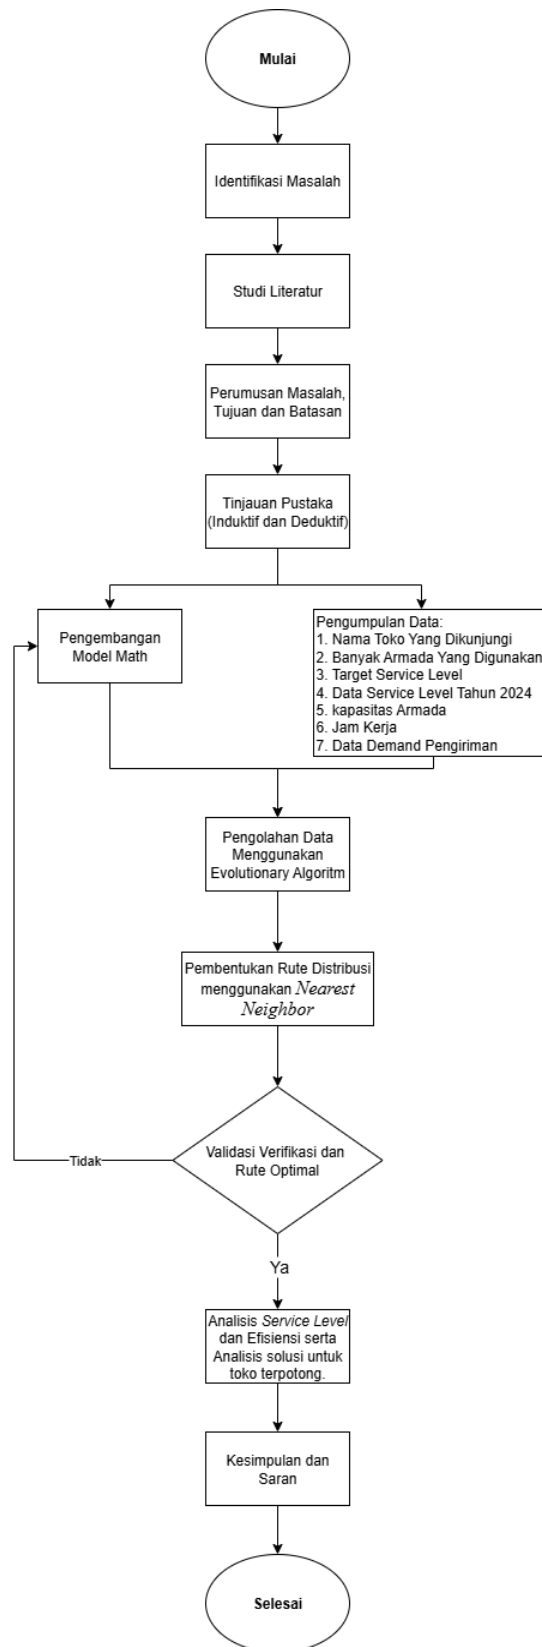 Mulai
Identifikasi Masalah
Studi Literatur
Perumusan Masalah,
Tujuan dan Batasan
Tinjauan Pustaka
(Induktif dan Deduktif)
Pengembangan
Model Math
Pengumpulan Data:
1. Nama Toko Yang Dikunjungi
2. Banyak Armada Yang Digunakan
3. Target Service Level
4. Data Service Level Tahun 2024
5. kapasitas Armada
6. Jam Kerja
7. Data Demand Pengiriman
Pengolahan Data
Menggunakan
Evolutionary Algoritm
Pembentukan Rute Distribusi
menggunakan Nearest
Neighbor
Validasi Verifikasi dan
Rute Optimal
Tidak
Ya
Analisis Service Level
dan Efisiensi serta
Analisis solusi untuk
toko terpotong.
Kesimpulan dan
Saran
Selesai